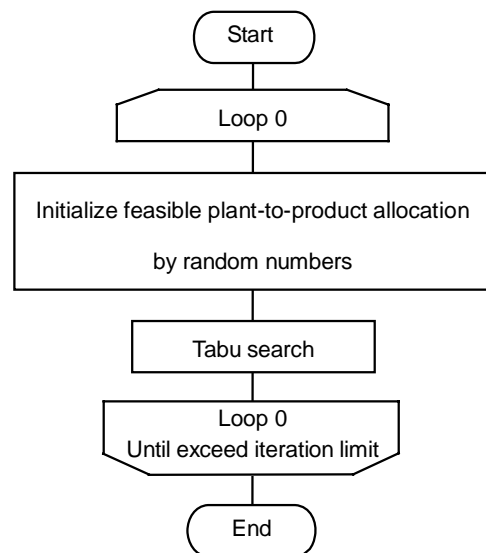 Start
Loop 0
Initialize feasible plant-to-product allocation
by random numbers
Tabu search
Loop 0
Until exceed iteration limit
End